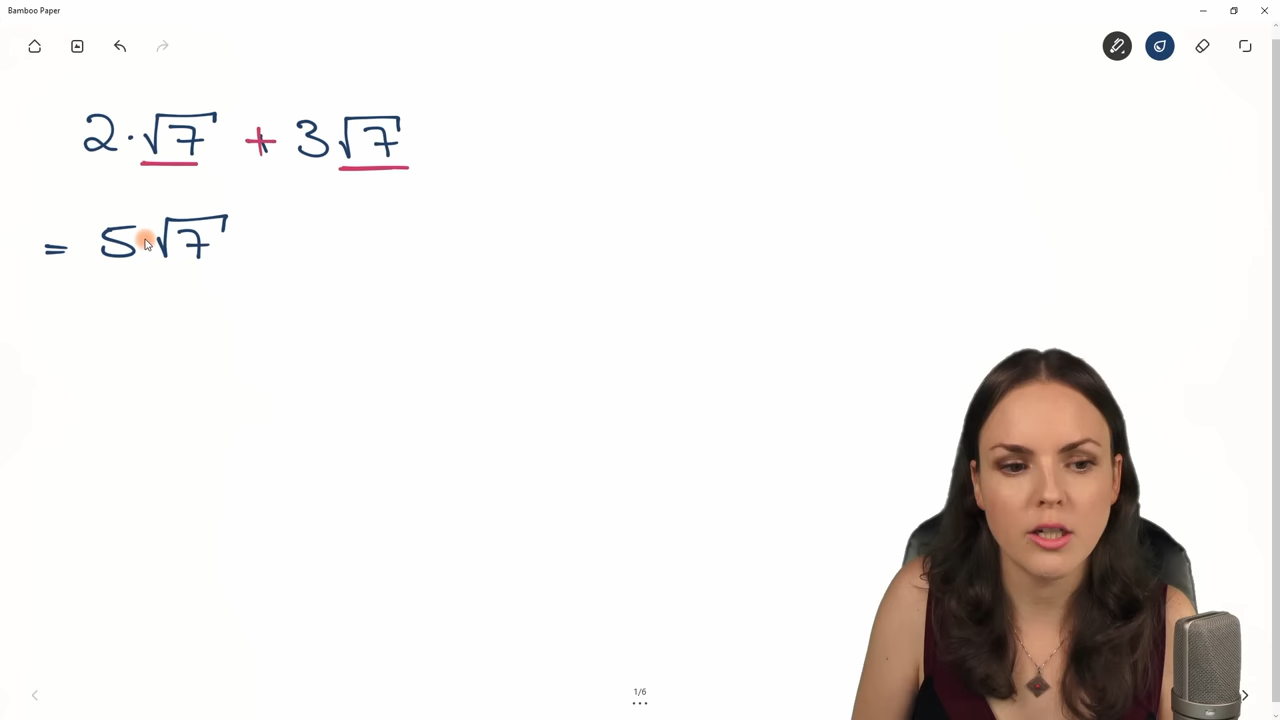 Bamboo Paper
2·√7 + 3√7
= 5·√7
1/6